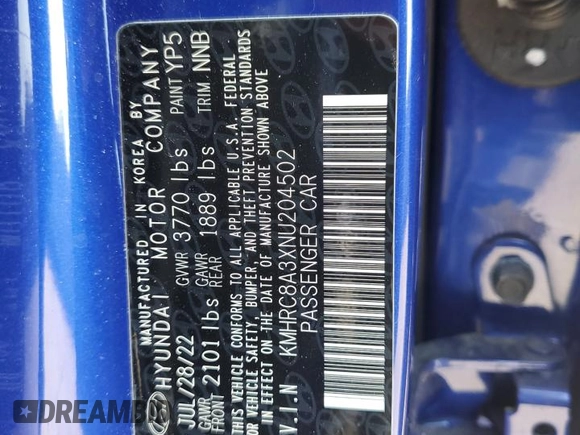 MANUFACTURED IN KOREA BY
HYUNDAI MOTOR COMPANY
JUL/28/22 GVWR 3770 lbs PAINT YP5
GAWR FRONT 2101 lbs GAWR REAR 1889 lbs TRIM NNB
THIS VEHICLE CONFORMS TO ALL APPLICABLE U.S.A. FEDERAL
MOTOR VEHICLE SAFETY, BUMPER, AND THEFT PREVENTION STANDARDS
IN EFFECT ON THE DATE OF MANUFACTURE SHOWN ABOVE.
V.I.N KMHRC8A3XNU204502
PASSENGER CAR